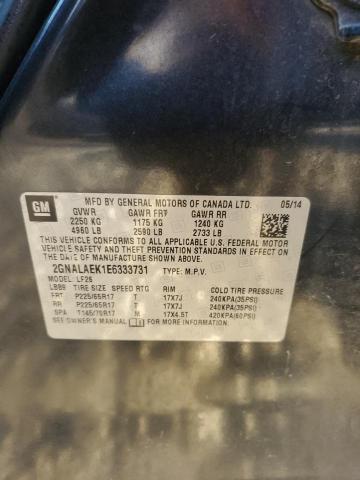 GM
MFD BY GENERAL MOTORS OF CANADA LTD. 05/14
GVWR GAWR FRT GAWR RR
2250 KG 1175 KG 1240 KG
4960 LB 2590 LB 2733 LB
THIS VEHICLE CONFORMS TO ALL APPLICABLE U.S. FEDERAL MOTOR
VEHICLE SAFETY AND THEFT PREVENTION STANDARDS IN EFFECT ON THE
DATE OF MANUFACTURE SHOWN ABOVE.
2GNALAEK1E6333731 TYPE: M.P.V.
MODEL: LF26
TIRE SIZE SPEED RTG RIM COLD TIRE PRESSURE
FRT P225/65R17 T 17X7J 240KPA(35PSI)
RR P225/65R17 T 17X7J 240KPA(35PSI)
SPA T145/70R17 M 17X4.5T 420KPA(60PSI)
SEE OWNER'S MANUAL FOR ADDITIONAL INFORMATION